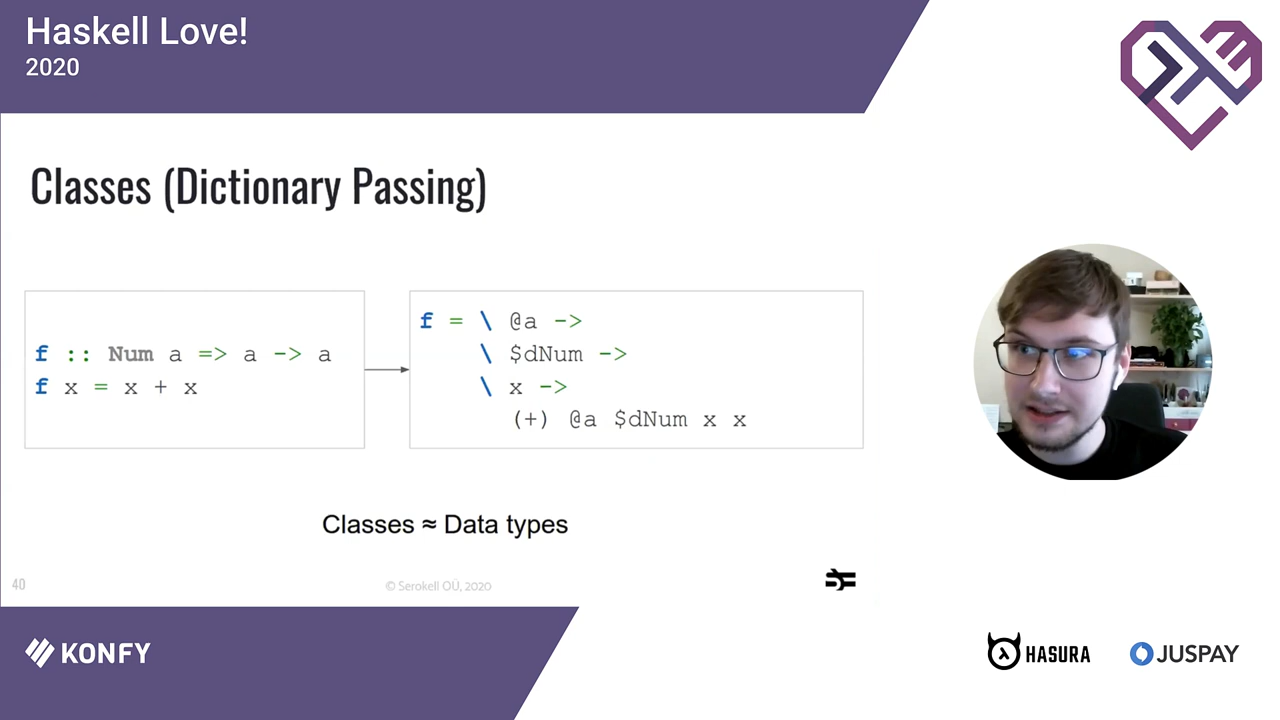 Haskell Love!
2020
Classes (Dictionary Passing)
f :: Num a => a -> a
f x = x + x
f = \ @a ->
\ $dNum ->
\ x ->
(+) @a $dNum x x
Classes ≈ Data types
40
© Serokell OÜ, 2020
KONFY
HASURA
JUSPAY